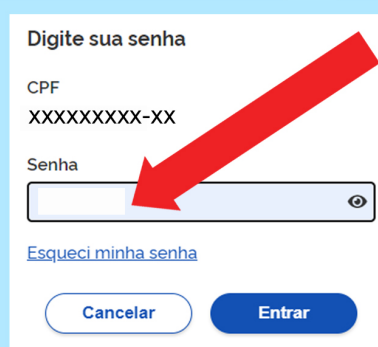 Digite sua senha
CPF
XXXXXXXXX-XX
Senha
Esqueci minha senha
Cancelar
Entrar